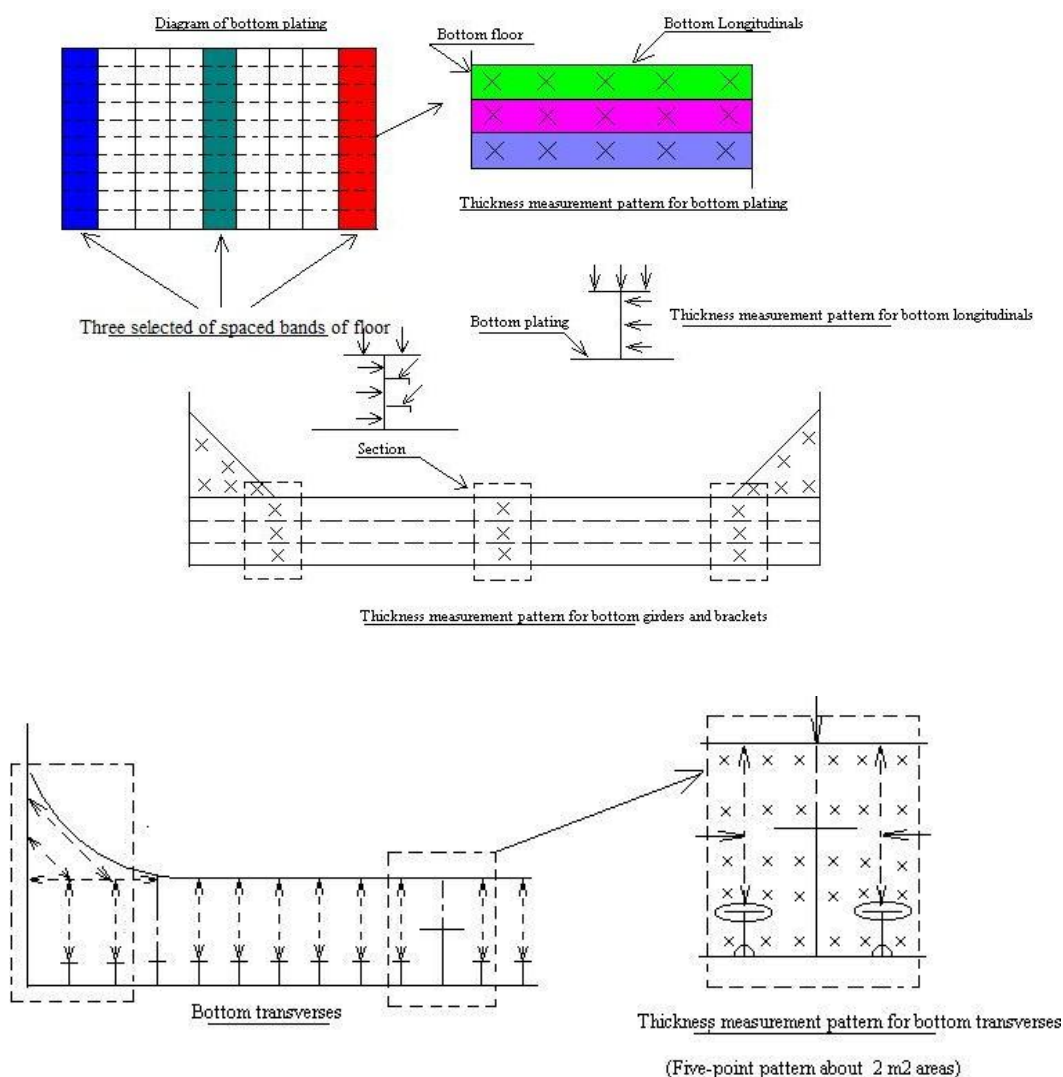 Diagram of bottom plating
Bottom floor
Bottom Longitudinals
Thickness measurement pattern for bottom plating
Three selected of spaced bands of floor
Bottom plating
Thickness measurement pattern for bottom longitudinals
Section
Thickness measurement pattern for bottom girders and brackets
Bottom transverses
Thickness measurement pattern for bottom transverses
(Five-point pattern about 2 m2 areas)